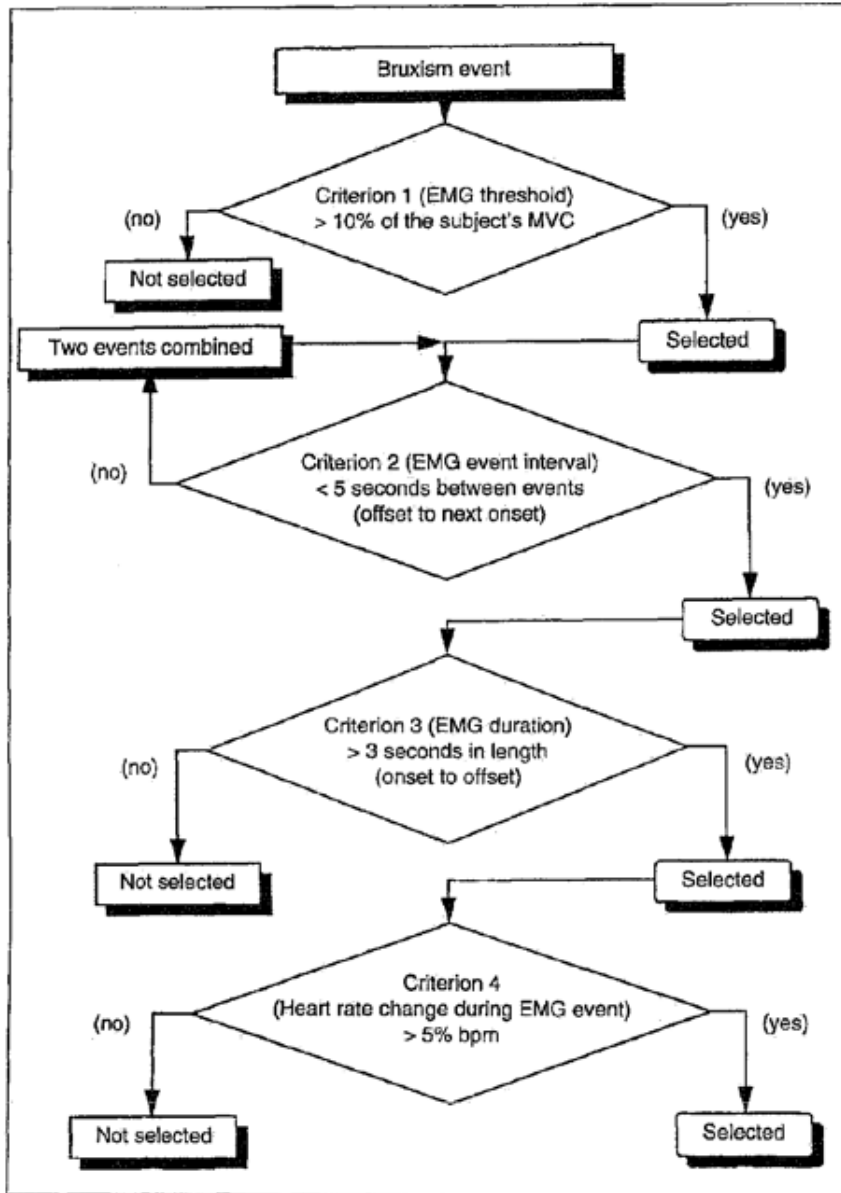 Bruxism event
Criterion 1 (EMG threshold)
> 10% of the subject's MVC
(no)
(yes)
Not selected
Selected
Two events combined
Criterion 2 (EMG event interval)
< 5 seconds between events
(offset to next onset)
(no)
(yes)
Selected
Criterion 3 (EMG duration)
> 3 seconds in length
(onset to offset)
(no)
(yes)
Not selected
Selected
Criterion 4
(Heart rate change during EMG event)
> 5% bpm
(no)
(yes)
Not selected
Selected